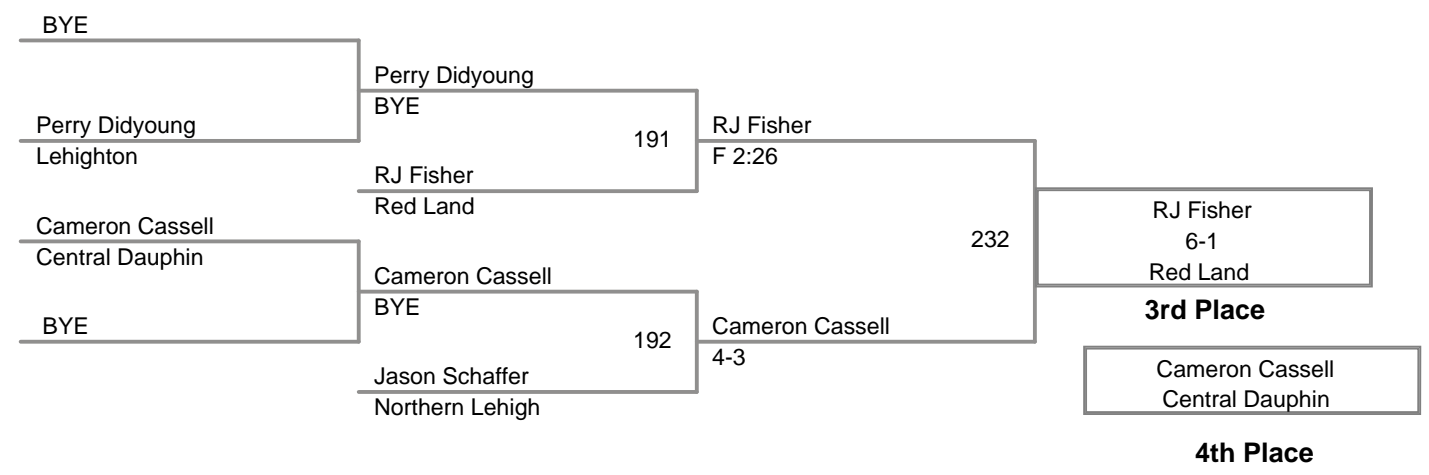 BYE
Perry Didyoung
BYE
Perry Didyoung
Lehighton
191
RJ Fisher
F 2:26
RJ Fisher
Red Land
Cameron Cassell
Central Dauphin
232
RJ Fisher
6-1
Red Land
3rd Place
Cameron Cassell
BYE
BYE
192
Cameron Cassell
4-3
Jason Schaffer
Northern Lehigh
Cameron Cassell
Central Dauphin
4th Place